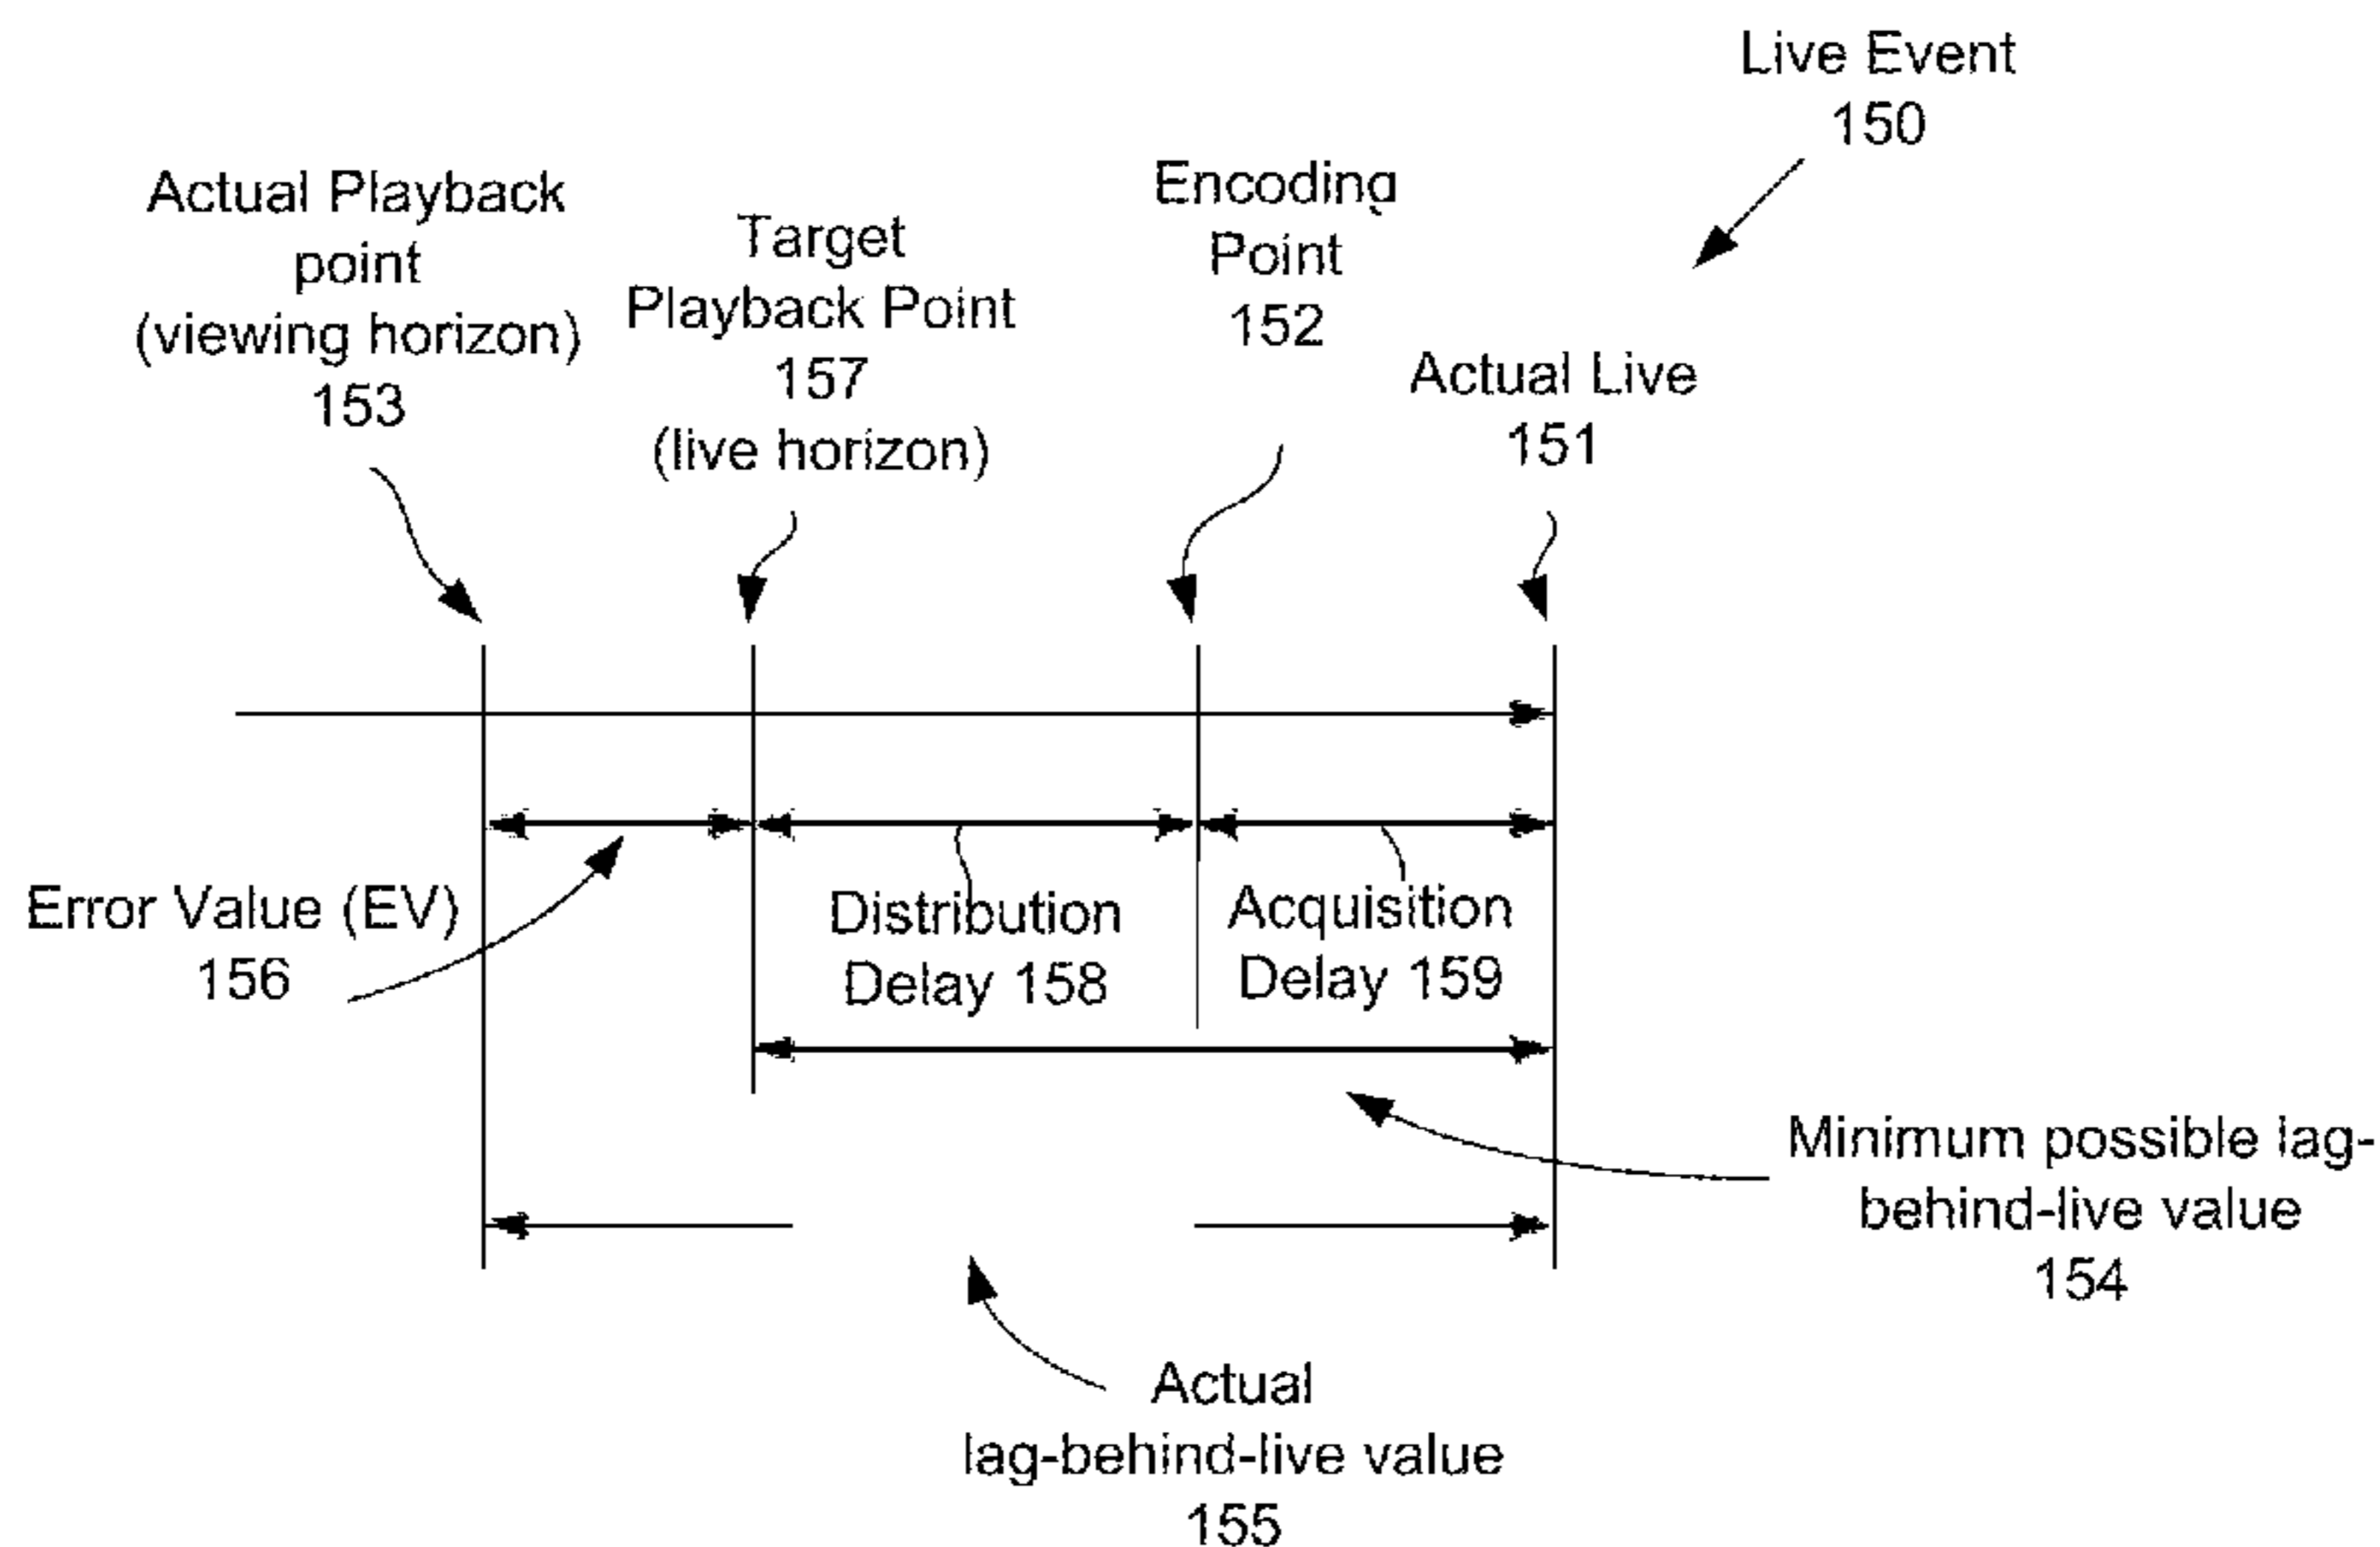 Live Event
150
Actual Playback
point
(viewing horizon)
153
Target
Playback Point
157
(live horizon)
Encoding
Point
152
Actual Live
151
Error Value (EV)
156
Distribution
Delay 158
Acquisition
Delay 159
Minimum possible lag-
behind-live value
154
Actual
lag-behind-live value
155